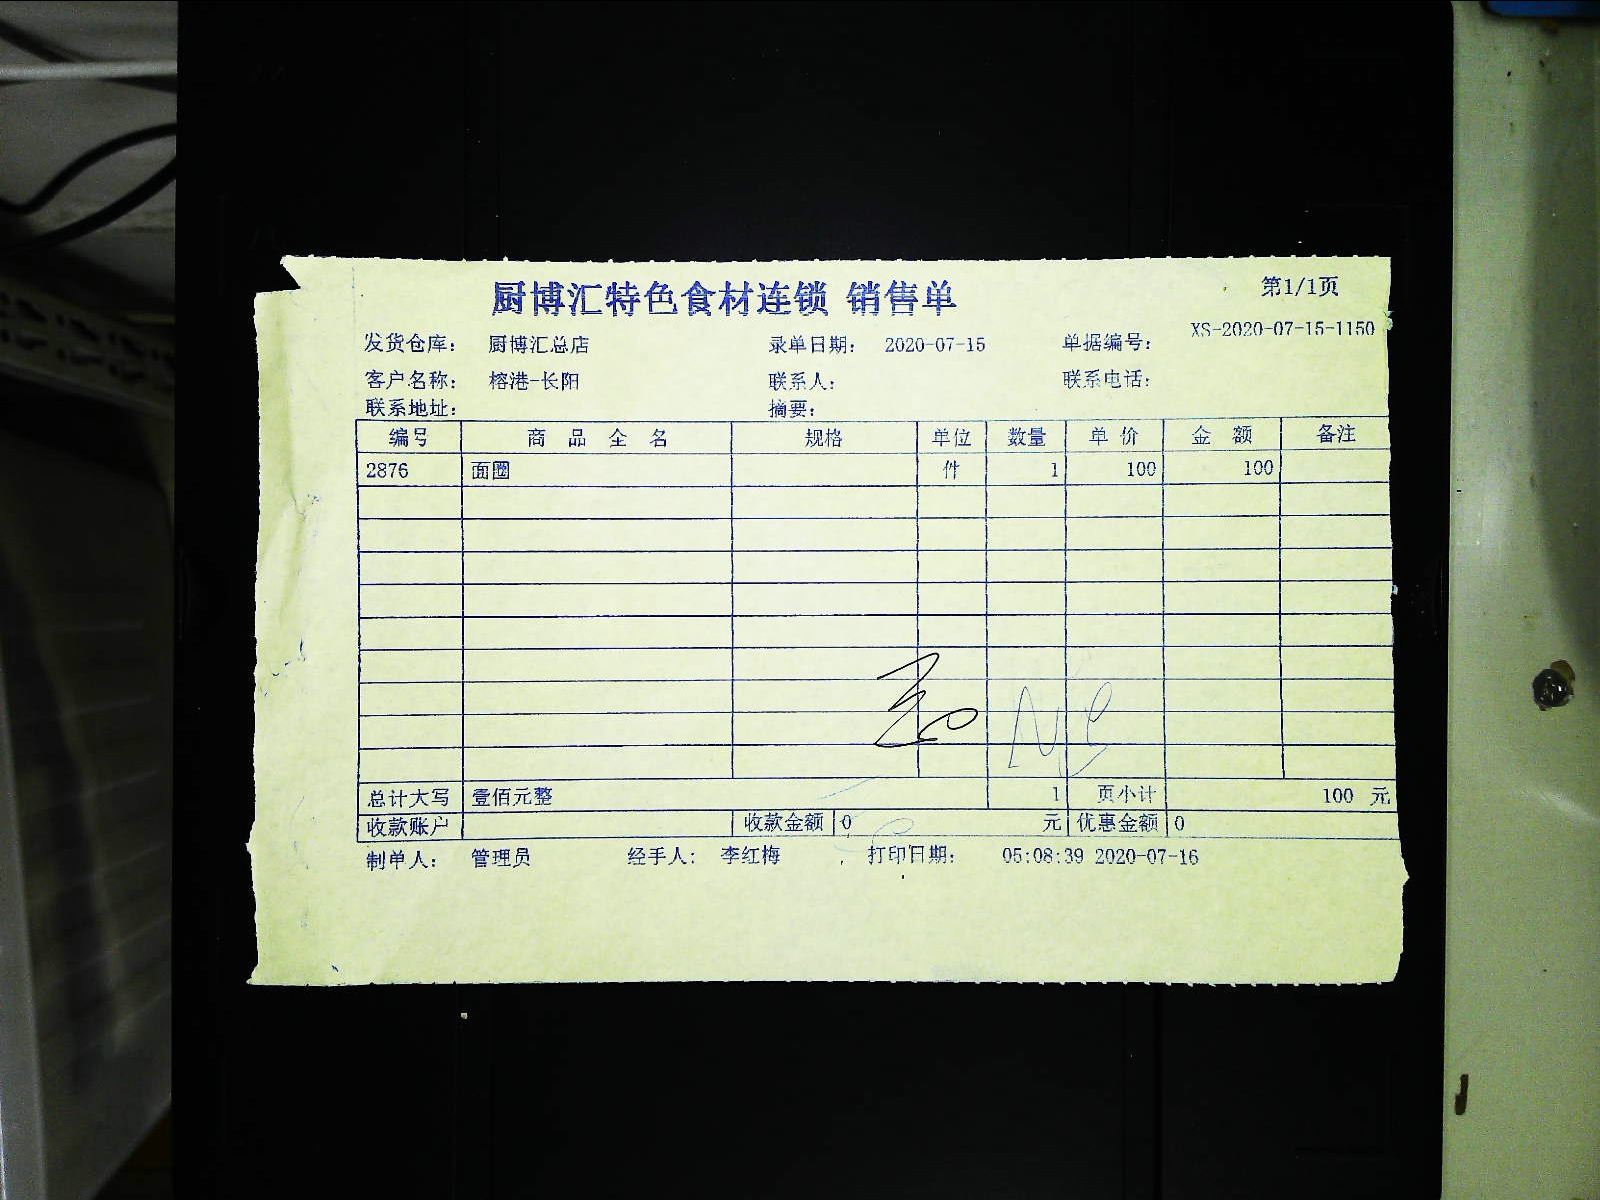 厨博汇特色食材连锁 销售单 第1/1页
发货仓库： 厨博汇总店 录单日期： 2020-07-15 单据编号： XS-2020-07-15-1150
客户名称： 榕港-长阳 联系人： 联系电话：
联系地址： 摘要：
编号 商 品 全 名 规格 单位 数量 单 价 金 额 备注
2876 面圈 件 1 100 100
总计大写 壹佰元整 1 页小计 100 元
收款账户 收款金额 0 元 优惠金额 0
制单人： 管理员 经手人： 李红梅 打印日期： 05:08:39 2020-07-16